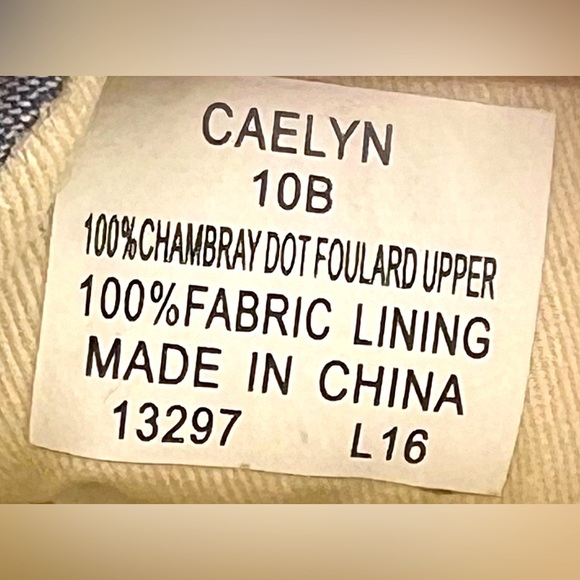 CAELYN
10B
100%CHAMBRAY DOT FOULARD UPPER
100%FABRIC LINING
MADE IN CHINA
13297 L16